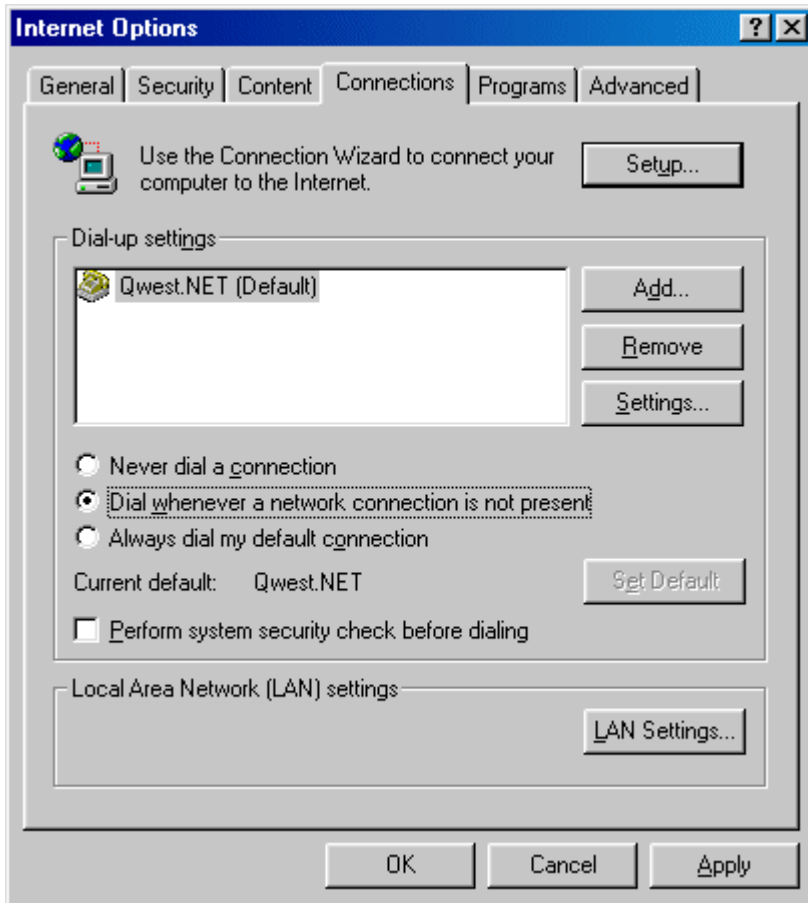 Internet Options
General Security Content Connections Programs Advanced
Use the Connection Wizard to connect your
computer to the Internet.
Setup...
Dial-up settings
Qwest.NET (Default)
Add...
Remove
Settings...
Never dial a connection
Dial whenever a network connection is not present
Always dial my default connection
Current default: Qwest.NET
Set Default
Perform system security check before dialing
Local Area Network (LAN) settings
LAN Settings...
OK Cancel Apply